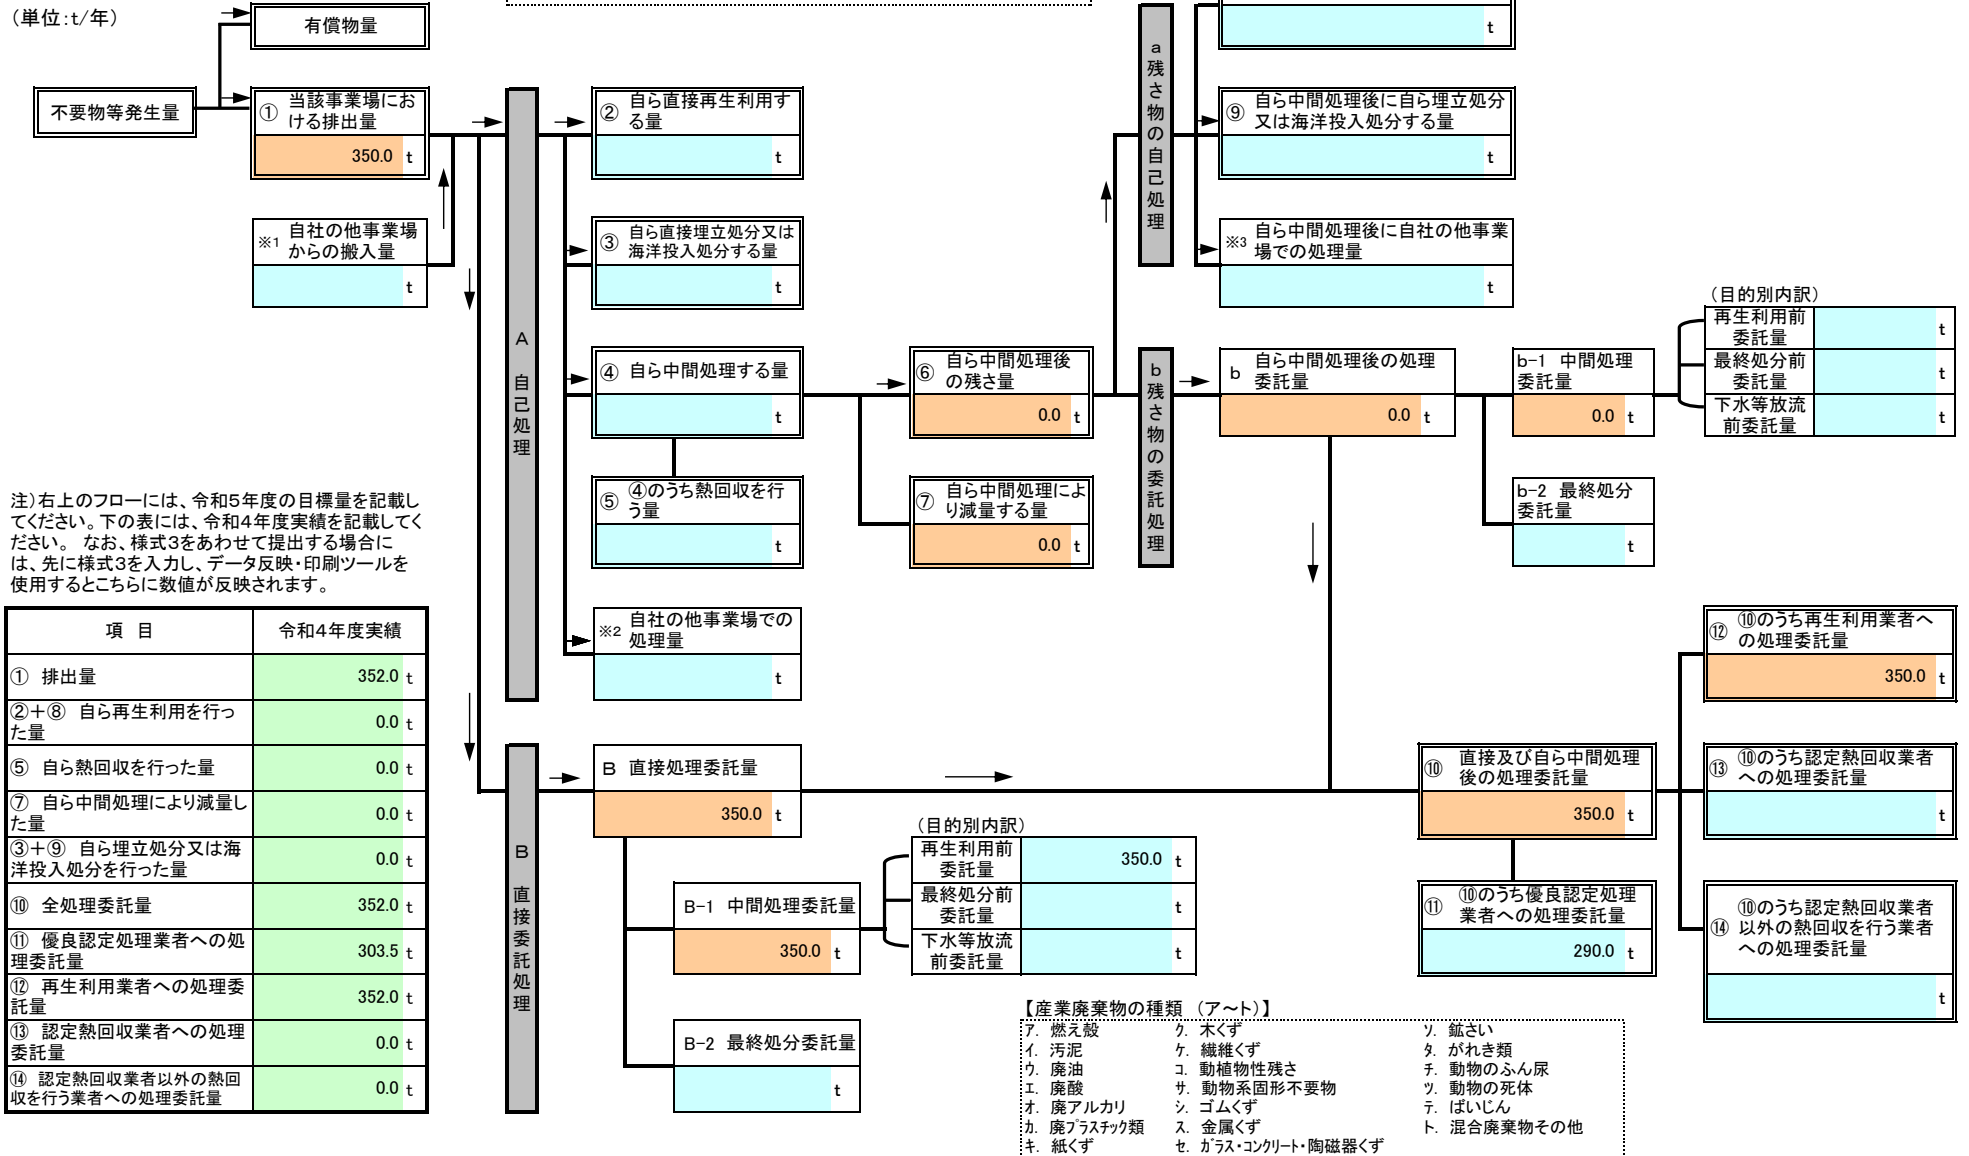 (単位:t/年)
有償物量
不要物等発生量
① 当該事業場にお
ける排出量
350.0 t
※1 自社の他事業場
からの搬入量
t
A 自己処理
② 自ら直接再生利用す
る量
t
③ 自ら直接埋立処分又は
海洋投入処分する量
t
④ 自ら中間処理する量
t
⑤ ④のうち熱回収を行
う量
t
※2 自社の他事業場での
処理量
t
⑥ 自ら中間処理後
の残さ量
0.0 t
⑦ 自ら中間処理によ
り減量する量
0.0 t
a 残さ物の自己処理
t
⑨ 自ら中間処理後に自ら埋立処分
又は海洋投入処分する量
t
※3 自ら中間処理後に自社の他事業
場での処理量
t
b 残さ物の委託処理
b 自ら中間処理後の処理
委託量
0.0 t
b-1 中間処理
委託量
0.0 t
(目的別内訳)
再生利用前
委託量
t
最終処分前
委託量
t
下水等放流
前委託量
t
b-2 最終処分
委託量
t
注)右上のフローには、令和5年度の目標量を記載し
てください。下の表には、令和4年度実績を記載してく
ださい。 なお、様式3をあわせて提出する場合に
は、先に様式3を入力し、データ反映・印刷ツールを
使用するとこちらに数値が反映されます。
項 目 令和4年度実績
① 排出量 352.0 t
②+⑧ 自ら再生利用を行っ
た量 0.0 t
⑤ 自ら熱回収を行った量 0.0 t
⑦ 自ら中間処理により減量し
た量 0.0 t
③+⑨ 自ら埋立処分又は海
洋投入処分を行った量 0.0 t
⑩ 全処理委託量 352.0 t
⑪ 優良認定処理業者への処
理委託量 303.5 t
⑫ 再生利用業者への処理委
託量 352.0 t
⑬ 認定熱回収業者への処理
委託量 0.0 t
⑭ 認定熱回収業者以外の熱回
収を行う業者への処理委託量 0.0 t
B 直接委託処理
B 直接処理委託量
350.0 t
B-1 中間処理委託量
350.0 t
B-2 最終処分委託量
t
(目的別内訳)
再生利用前
委託量
350.0 t
最終処分前
委託量
t
下水等放流
前委託量
t
⑩ 直接及び自ら中間処理
後の処理委託量
350.0 t
⑪ ⑩のうち優良認定処理
業者への処理委託量
290.0 t
⑫ ⑩のうち再生利用業者へ
の処理委託量
350.0 t
⑬ ⑩のうち認定熱回収業者
への処理委託量
t
⑭ ⑩のうち認定熱回収業者
以外の熱回収を行う業者
への処理委託量
t
【産業廃棄物の種類 (ア~ト)】
ア. 燃え殻 ク. 木くず ソ. 鉱さい
イ. 汚泥 ケ. 繊維くず タ. がれき類
ウ. 廃油 コ. 動植物性残さ チ. 動物のふん尿
エ. 廃酸 サ. 動物系固形不要物 ツ. 動物の死体
オ. 廃アルカリ シ. ゴムくず テ. ばいじん
カ. 廃プラスチック類 ス. 金属くず ト. 混合廃棄物その他
キ. 紙くず セ. ガラス・コンクリート・陶磁器くず